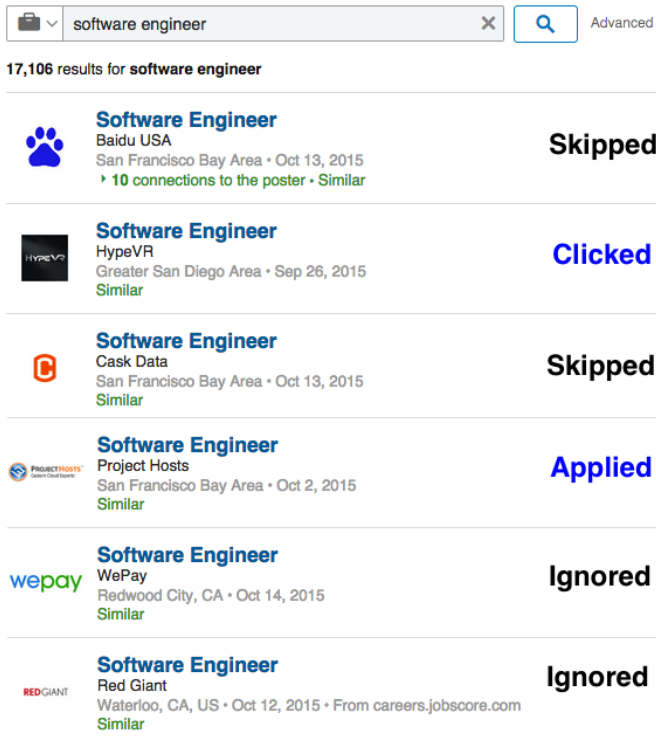 software engineer
Advanced
17,106 results for software engineer
Software Engineer
Baidu USA
San Francisco Bay Area • Oct 13, 2015
10 connections to the poster • Similar
Skipped
HYPEVR
Software Engineer
HypeVR
Greater San Diego Area • Sep 26, 2015
Similar
Clicked
Software Engineer
Cask Data
San Francisco Bay Area • Oct 13, 2015
Similar
Skipped
PROJECTHOSTS
Custom Cloud Experts
Software Engineer
Project Hosts
San Francisco Bay Area • Oct 2, 2015
Similar
Applied
wepay
Software Engineer
WePay
Redwood City, CA • Oct 14, 2015
Similar
Ignored
REDGIANT
Software Engineer
Red Giant
Waterloo, CA, US • Oct 12, 2015 • From careers.jobscore.com
Similar
Ignored